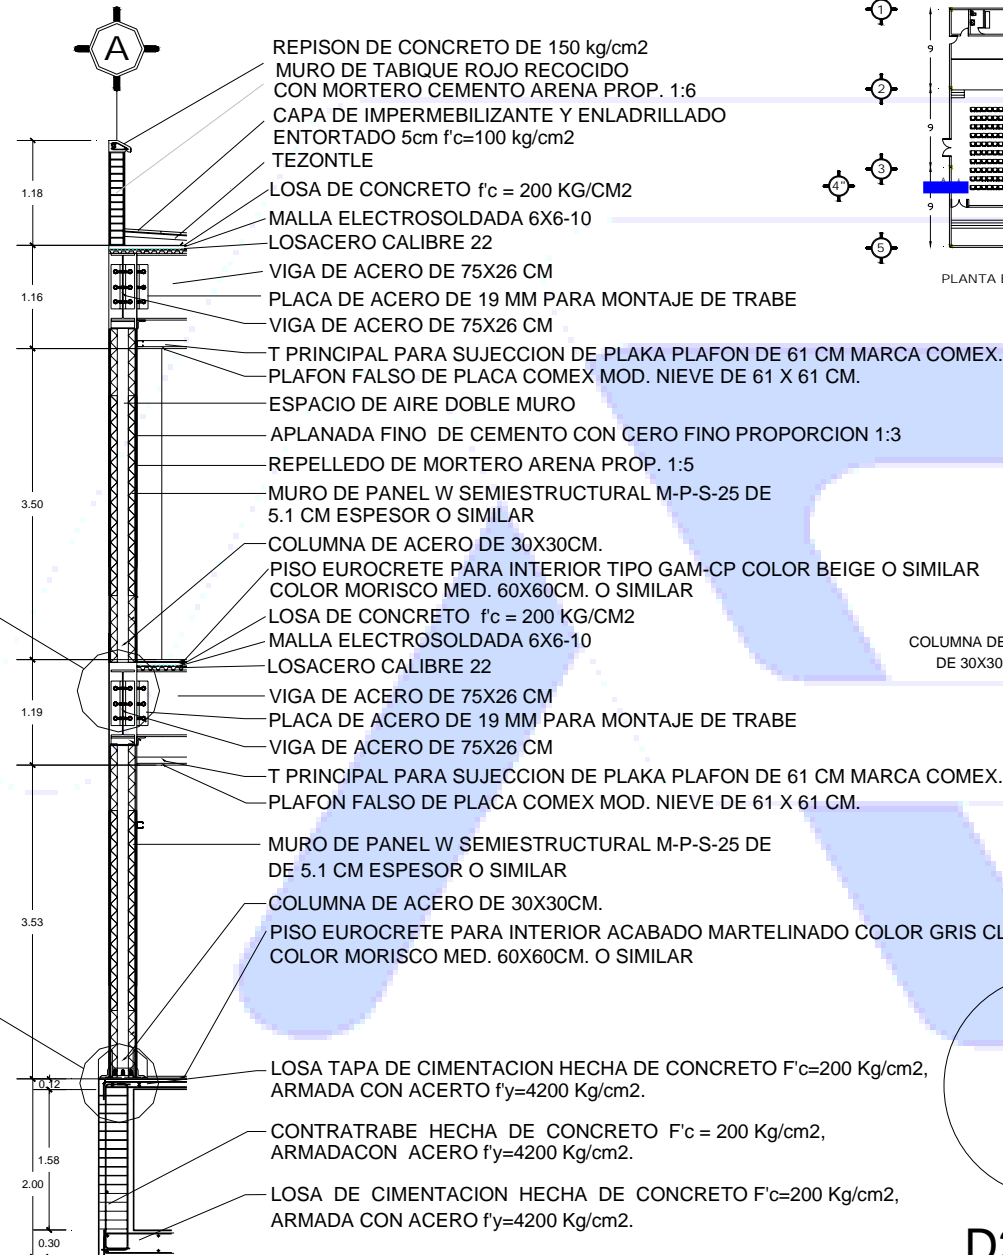 A
REPISON DE CONCRETO DE 150 kg/cm2
MURO DE TABIQUE ROJO RECOCIDO
CON MORTERO CEMENTO ARENA PROP. 1:6
CAPA DE IMPERMEBILIZANTE Y ENLADRILLADO
ENTORTADO 5cm f'c=100 kg/cm2
TEZONTLE
LOSA DE CONCRETO f'c = 200 KG/CM2
MALLA ELECTROSOLDADA 6X6-10
LOSACERO CALIBRE 22
VIGA DE ACERO DE 75X26 CM
PLACA DE ACERO DE 19 MM PARA MONTAJE DE TRABE
VIGA DE ACERO DE 75X26 CM
T PRINCIPAL PARA SUJECCION DE PLAKA PLAFON DE 61 CM MARCA COMEX.
PLAFON FALSO DE PLACA COMEX MOD. NIEVE DE 61 X 61 CM.
ESPACIO DE AIRE DOBLE MURO
APLANADA FINO DE CEMENTO CON CERO FINO PROPORCION 1:3
REPELLEDO DE MORTERO ARENA PROP. 1:5
MURO DE PANEL W SEMIESTRUCTURAL M-P-S-25 DE
5.1 CM ESPESOR O SIMILAR
COLUMNA DE ACERO DE 30X30CM.
PISO EUROCRETE PARA INTERIOR TIPO GAM-CP COLOR BEIGE O SIMILAR
COLOR MORISCO MED. 60X60CM. O SIMILAR
LOSA DE CONCRETO f'c = 200 KG/CM2
MALLA ELECTROSOLDADA 6X6-10
LOSACERO CALIBRE 22
VIGA DE ACERO DE 75X26 CM
PLACA DE ACERO DE 19 MM PARA MONTAJE DE TRABE
VIGA DE ACERO DE 75X26 CM
T PRINCIPAL PARA SUJECCION DE PLAKA PLAFON DE 61 CM MARCA COMEX.
PLAFON FALSO DE PLACA COMEX MOD. NIEVE DE 61 X 61 CM.
MURO DE PANEL W SEMIESTRUCTURAL M-P-S-25 DE
DE 5.1 CM ESPESOR O SIMILAR
COLUMNA DE ACERO DE 30X30CM.
PISO EUROCRETE PARA INTERIOR ACABADO MARTELINADO COLOR GRIS CL
COLOR MORISCO MED. 60X60CM. O SIMILAR
LOSA TAPA DE CIMENTACION HECHA DE CONCRETO F'c=200 Kg/cm2,
ARMADA CON ACERTO f'y=4200 Kg/cm2.
CONTRATRABE HECHA DE CONCRETO F'c = 200 Kg/cm2,
ARMADACON ACERO f'y=4200 Kg/cm2.
LOSA DE CIMENTACION HECHA DE CONCRETO F'c=200 Kg/cm2,
ARMADA CON ACERO f'y=4200 Kg/cm2.
1.18
1.16
3.50
1.19
3.53
0.12
1.58
2.00
0.30
1
2
3
4"
5
9
9
9
PLANTA
COLUMNA DE
DE 30X30